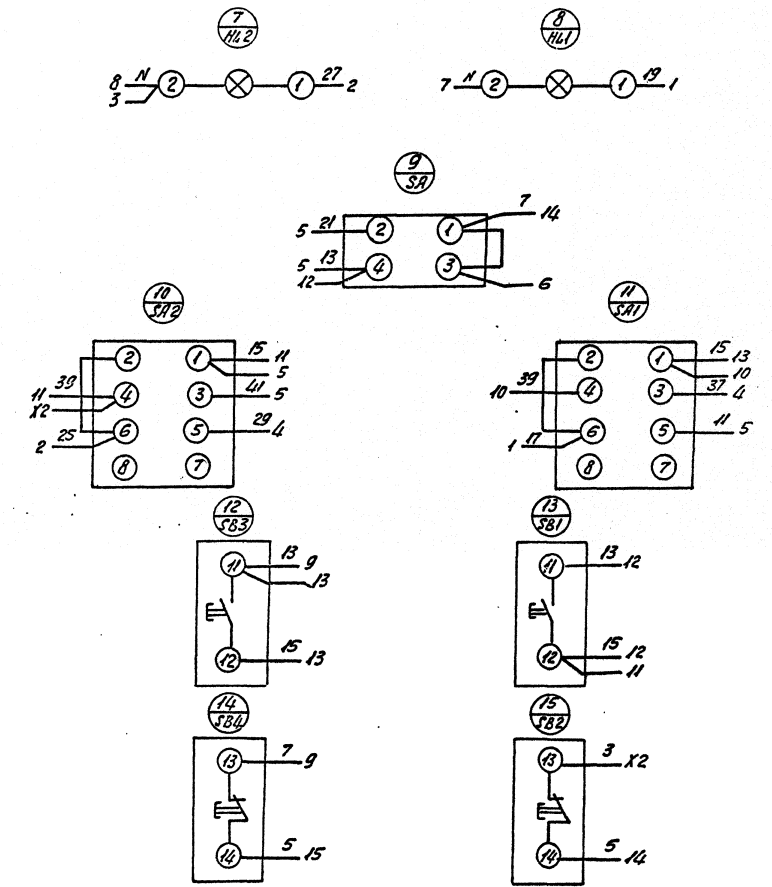 7 8
HL2 HL1
8 N 2 1 27 2 7 N 2 1 19 1
3
9
SA
7
5 21 2 1 14
5 13 4 3
12 6
10 11
SA2 SA1
2 1 15 11 2 1 15 13
5 10
39 41 39 37
11 4 3 5 10 4 3 4
X2
6 5 29 4 6 5 11 5
2 25 1 17
8 7 8 7
12 13
SB3 SB1
11 13 9 11 13 12
13
12 15 13 12 15 12
11
14 15
SB4 SB2
13 7 9 13 3 X2
14 5 15 14 5 14